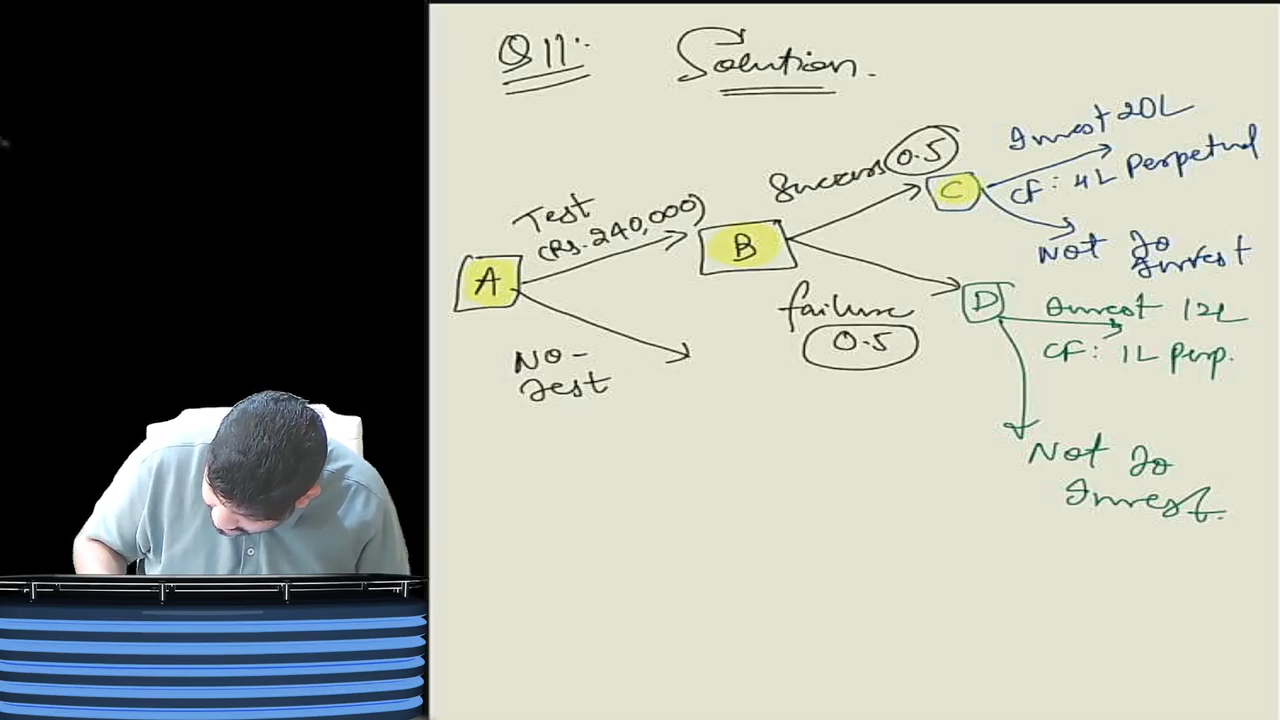 Q11: Solution.
Test
(Rs. 240,000)
A
No-
Test
B
Success 0.5
failure
0.5
C
Invest 20L
CF: 4L Perpetual
Not To
Invest
D
Invest 12L
CF: 1L Perp.
Not To
Invest.